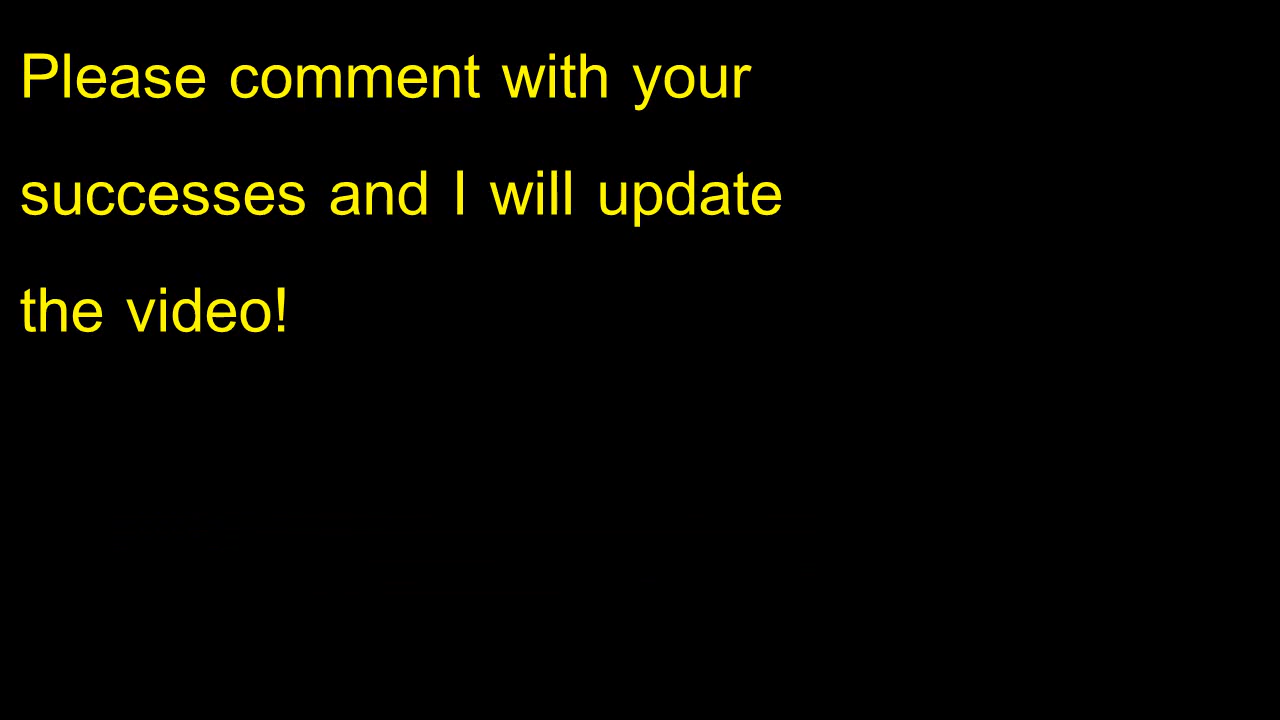 Please comment with your
successes and I will update
the video!